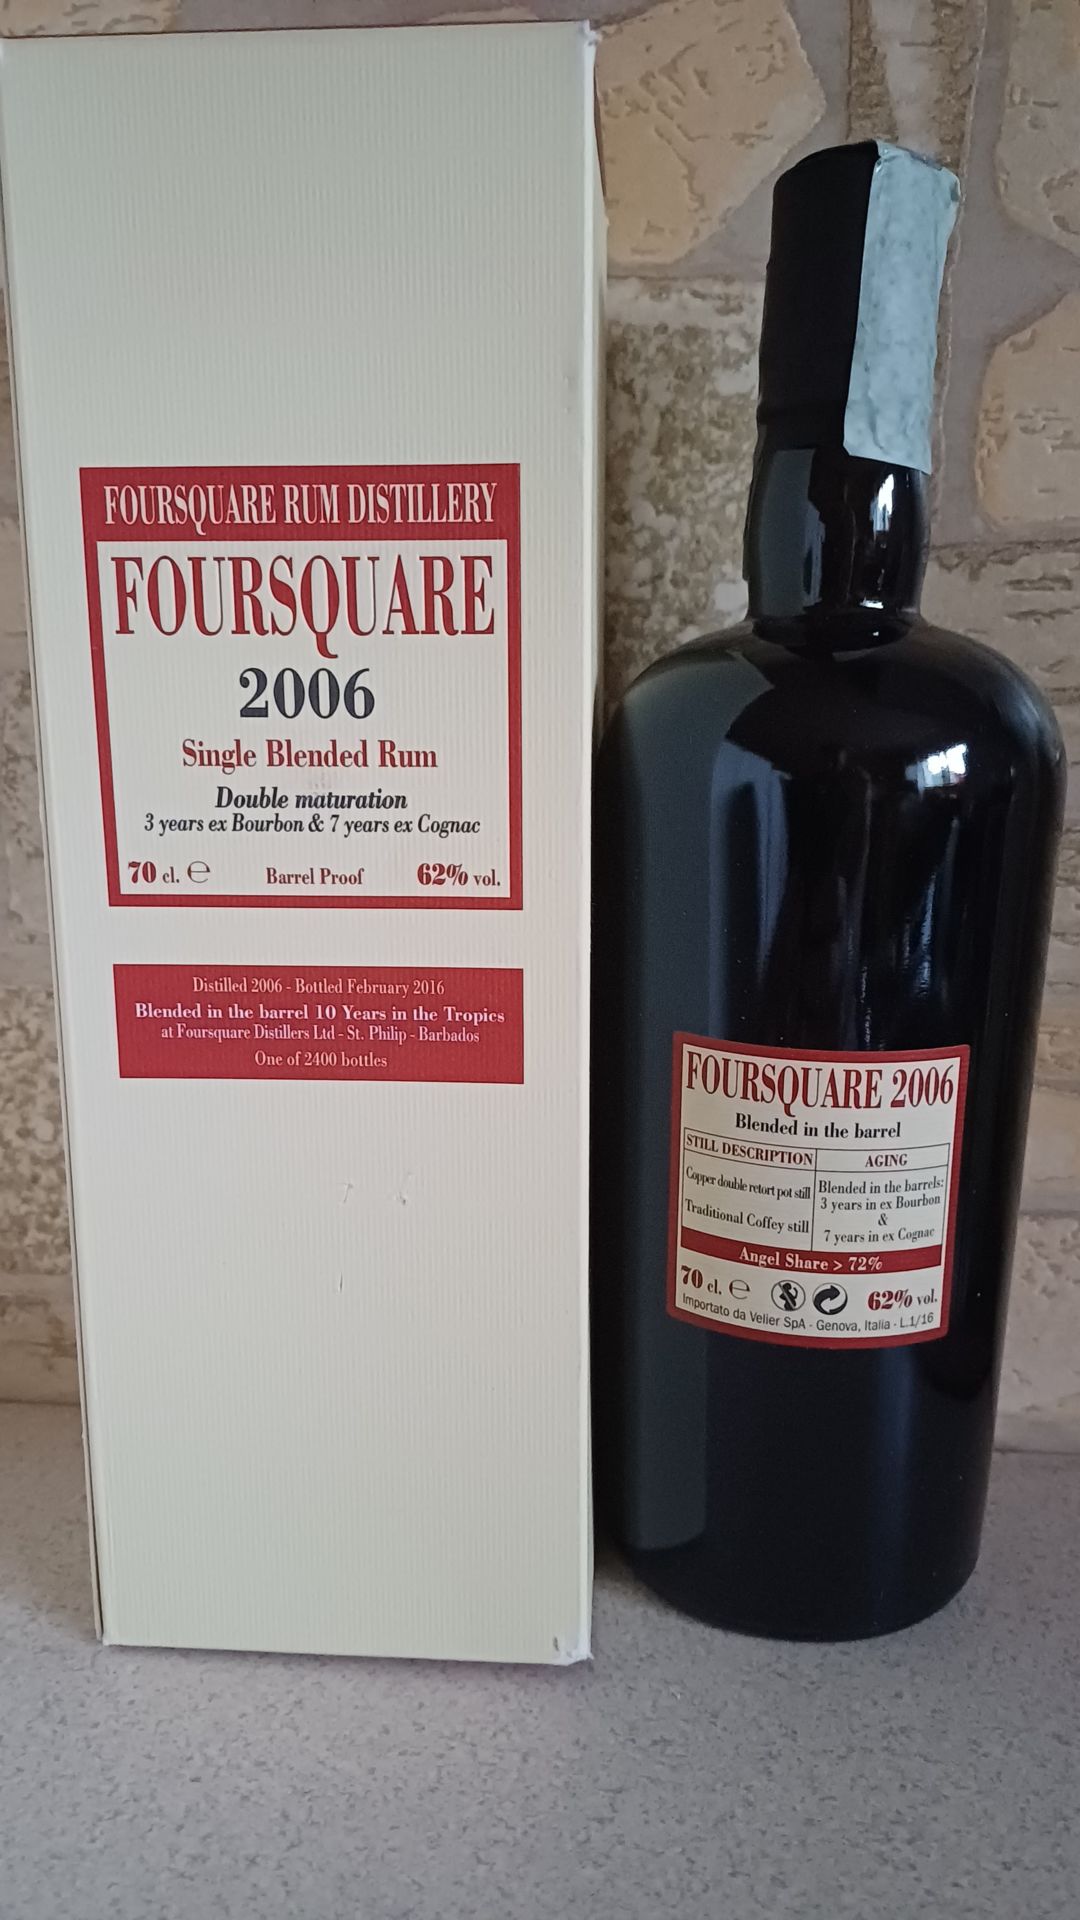 FOURSQUARE RUM DISTILLERY
FOURSQUARE
2006
Single Blended Rum
Double maturation
3 years ex Bourbon & 7 years ex Cognac
70 cl. ℮ Barrel Proof 62% vol.
Distilled 2006 - Bottled February 2016
Blended in the barrel 10 Years in the Tropics
at Foursquare Distillers Ltd - St. Philip - Barbados
One of 2400 bottles
FOURSQUARE 2006
Blended in the barrel
STILL DESCRIPTION
Copper double retort pot still
Traditional Coffey still
AGING
Blended in the barrels:
3 years in ex Bourbon
&
7 years in ex Cognac
Angel Share > 72%
70 cl. ℮ 62% vol.
Importato da Velier SpA - Genova, Italia - L.1/16